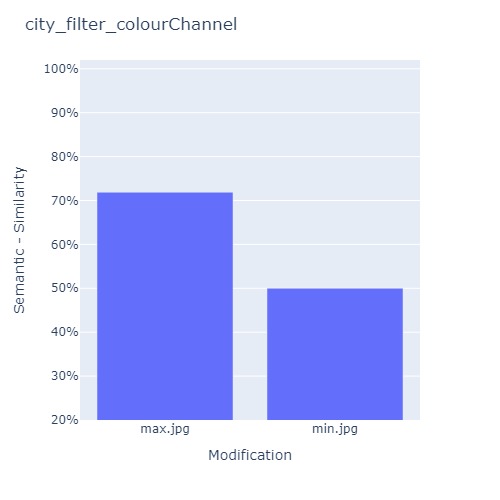 city_filter_colourChannel
100%
90%
80%
70%
60%
50%
40%
30%
20%
Semantic - Similarity
max.jpg
min.jpg
Modification